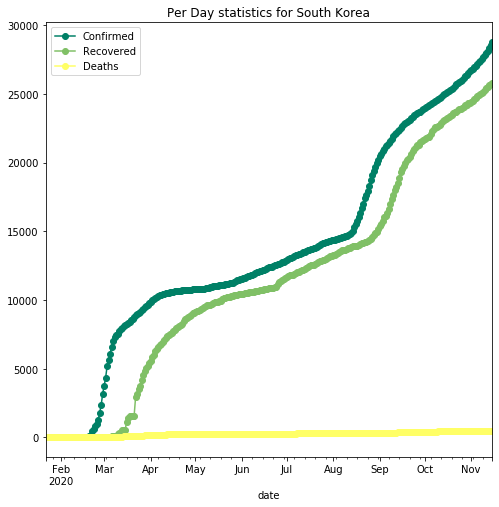 Per Day statistics for South Korea
Confirmed
Recovered
Deaths
30000
25000
20000
15000
10000
5000
0
Feb Mar Apr May Jun Jul Aug Sep Oct Nov
2020
date